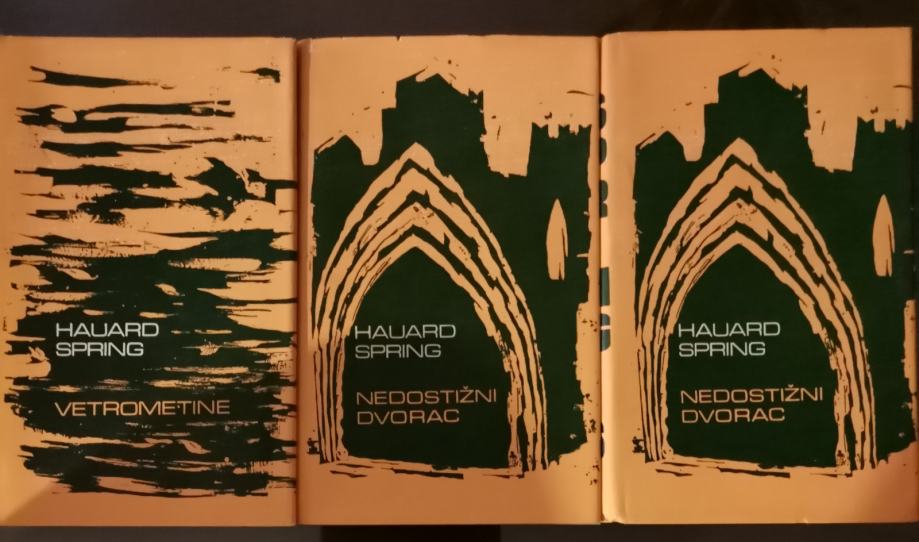 HAUARD
SPRING
VETROMETINE
HAUARD
SPRING
NEDOSTIŽNI
DVORAC
HAUARD
SPRING
NEDOSTIŽNI
DVORAC